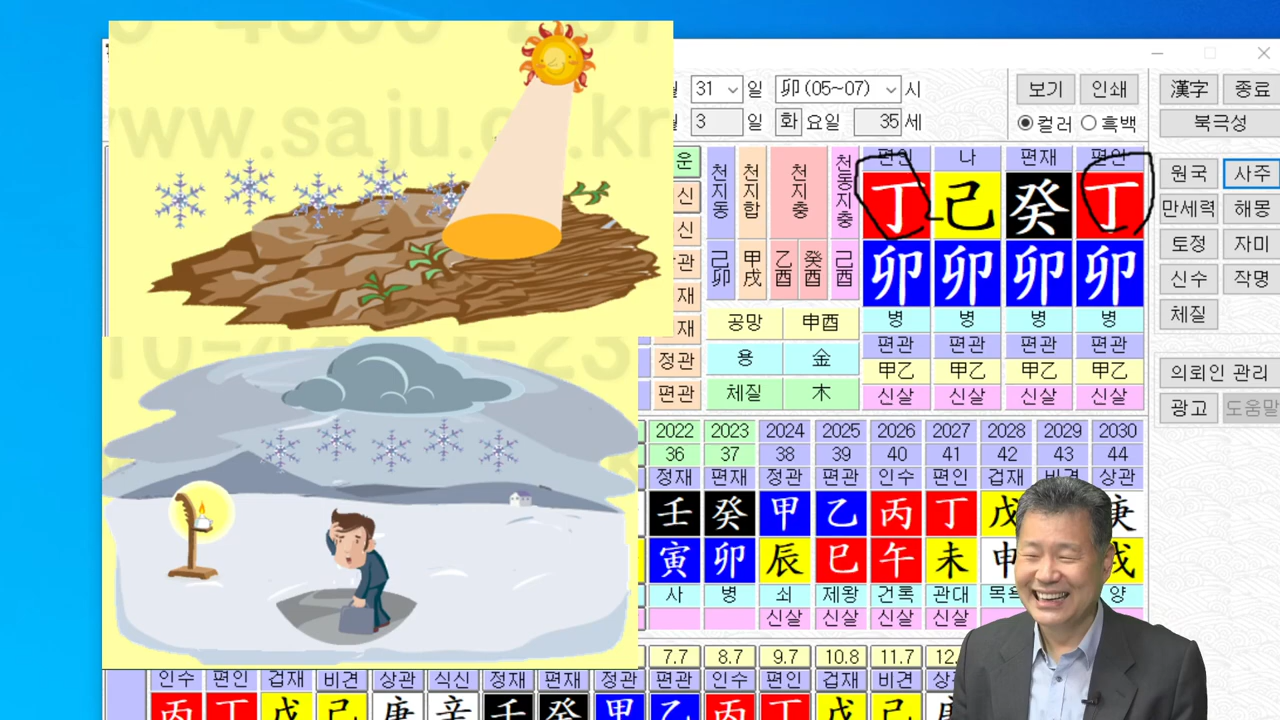 www.saju.co.kr
31 일 卯(05~07) 시
3 일 화 요일 35 세
보기 인쇄
컬러 흑백
漢字 종료
북극성
원국 사주
만세력 해몽
토정 자미
신수 작명
체질
의뢰인 관리
광고 도움말
운 천지동 천지합 천지충 천동지충
신
신
관
재
재
己卯 甲戌 乙酉 癸酉 己酉
편인 나 편재 편인
丁 己 癸 丁
卯 卯 卯 卯
병 병 병 병
편관 편관 편관 편관
甲乙 甲乙 甲乙 甲乙
신살 신살 신살 신살
공망 申酉
정관 용 金
편관 체질 木
2022 2023 2024 2025 2026 2027 2028 2029 2030
36 37 38 39 40 41 42 43 44
정재 편재 정관 편관 인수 편인 겁재 비견 상관
壬 癸 甲 乙 丙 丁 戊 庚
寅 卯 辰 巳 午 未 申 戌
사 병 쇠 제왕 건록 관대 목욕 양
신살 신살 신살 신살
7.7 8.7 9.7 10.8 11.7
인수 편인 겁재 비견 상관 식신 정재 편재 정관 편관 인수 편인 겁재 비견
丙 丁 戊 己 庚 辛 壬 癸 甲 乙 丙 丁 戊 己